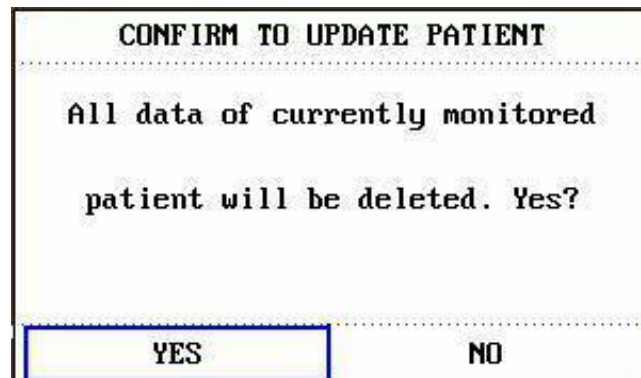 CONFIRM TO UPDATE PATIENT
All data of currently monitored
patient will be deleted. Yes?
YES NO